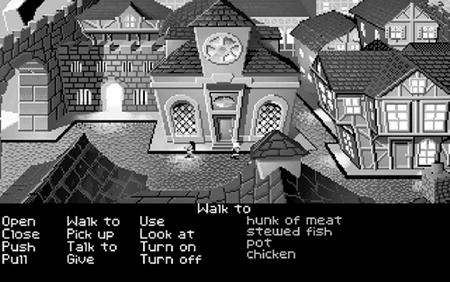 Walk to
Open Walk to Use hunk of meat
Close Pick up Look at stewed fish
Push Talk to Turn on pot
Pull Give Turn off chicken